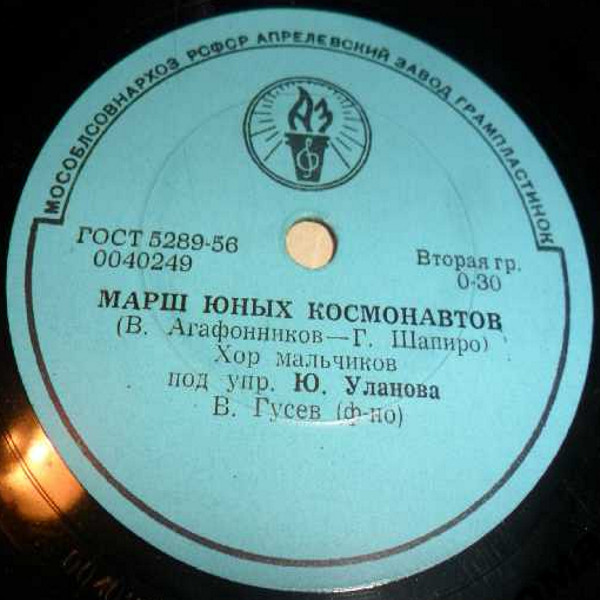 МОСОБЛСОВНАРХОЗ РСФСР АПРЕЛЕВСКИЙ ЗАВОД ГРАМПЛАСТИНОК
АЗ
ГОСТ 5289-56
0040249
Вторая гр.
0-30
МАРШ ЮНЫХ КОСМОНАВТОВ
(В. Агафонников—Г. Шапиро)
Хор мальчиков
под упр. Ю. Уланова
В. Гусев (ф-но)